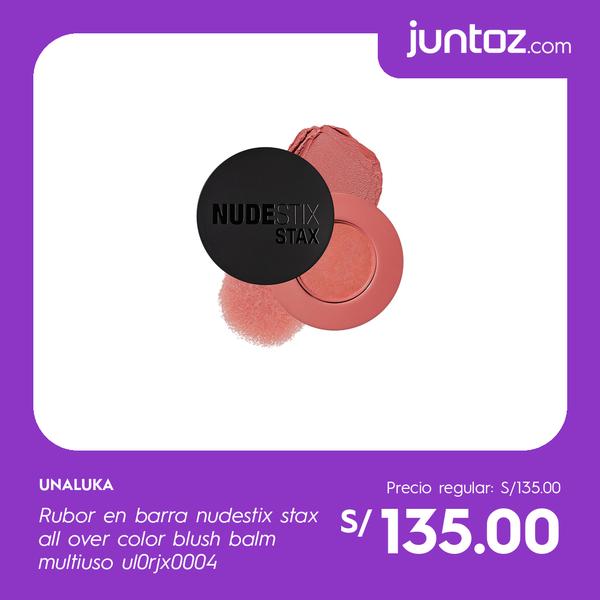 juntoz.com
NUDESTIX
STAX
UNALUKA
Rubor en barra nudestix stax
all over color blush balm
multiuso ul0rjx0004
Precio regular: S/135.00
S/135.00